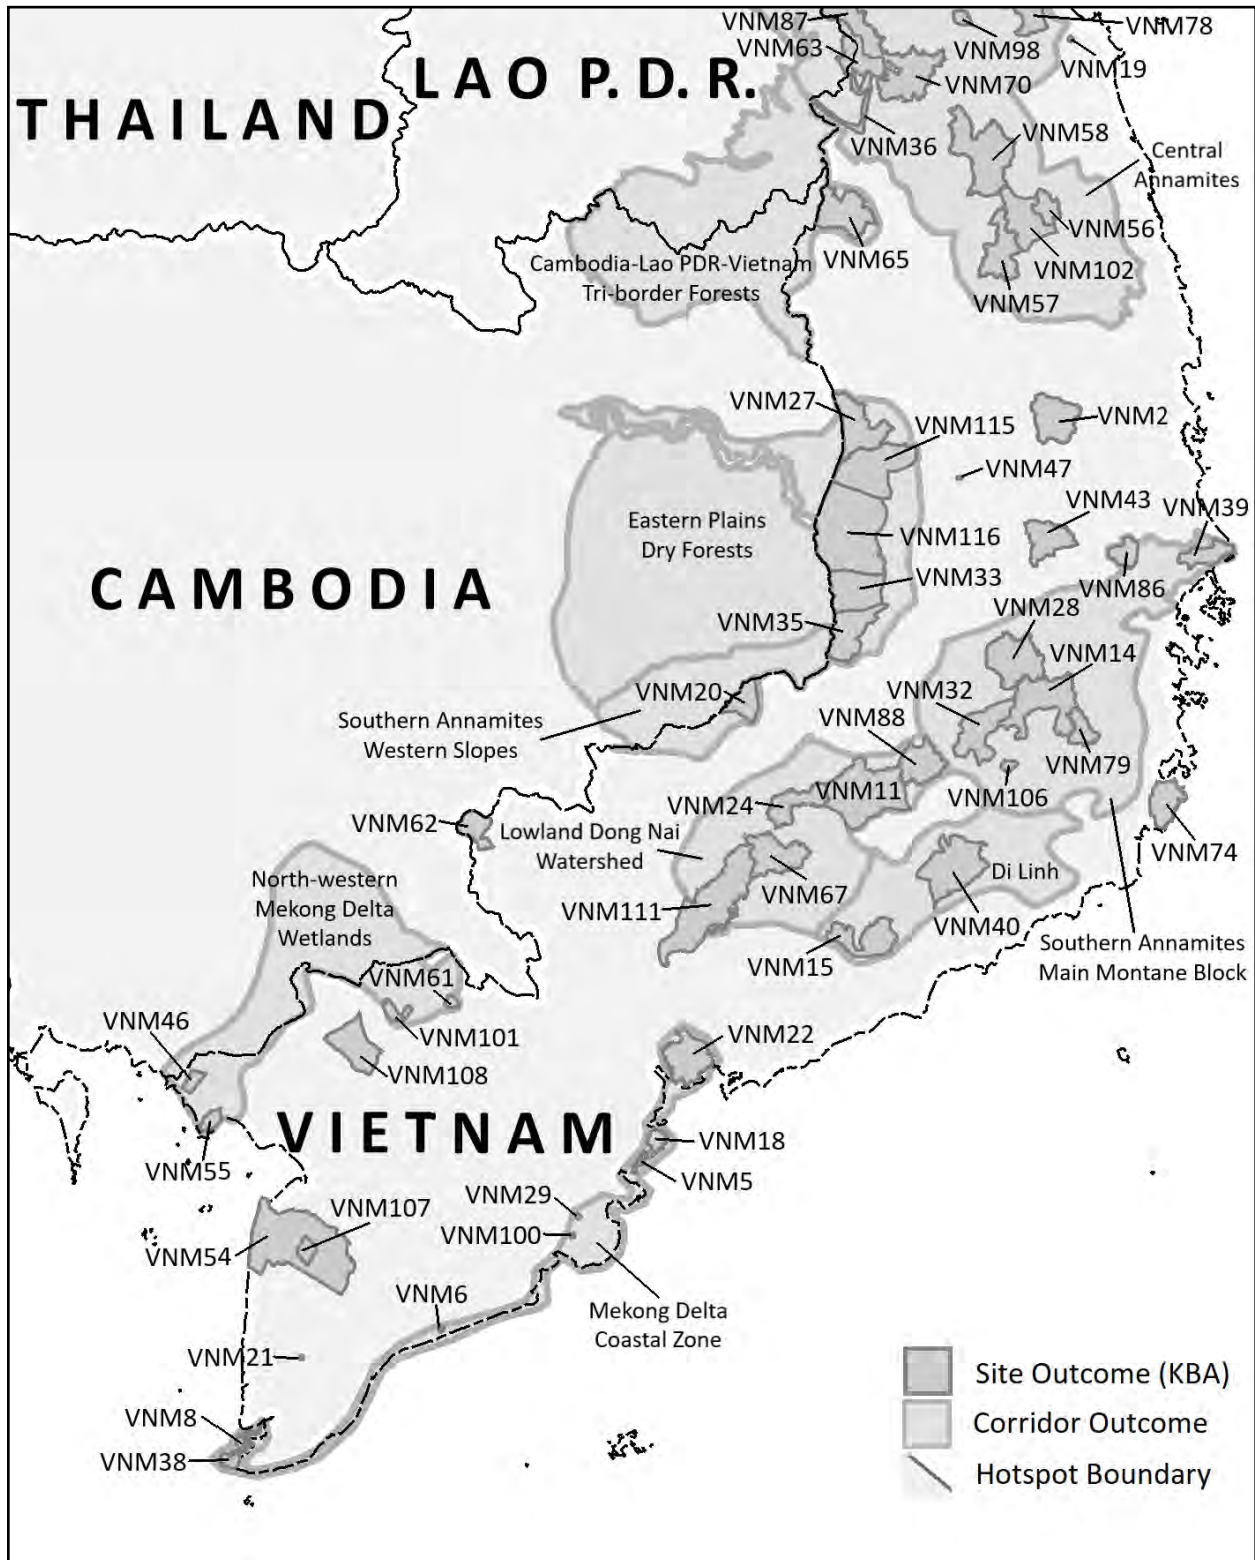 VNM87
VNM78
VNM63
VNM98
VNM19
LAO P. D. R.
VNM70
THAILAND
VNM36
VNM58
Central
Annamites
VNM56
VNM65
VNM102
Cambodia-Lao PDR-Vietnam
Tri-border Forests
VNM57
VNM27
VNM115
VNM2
VNM47
VNM43
VNM39
Eastern Plains
Dry Forests
VNM116
CAMBODIA
VNM33
VNM86
VNM28
VNM35
VNM14
VNM20
VNM32
VNM88
Southern Annamites
Western Slopes
VNM79
VNM11
VNM106
VNM24
VNM62
Lowland Dong Nai
Watershed
VNM74
Di Linh
North-western
Mekong Delta
Wetlands
VNM67
VNM111
VNM40
Southern Annamites
Main Montane Block
VNM15
VNM61
VNM46
VNM101
VNM22
VNM108
VIETNAM
VNM18
VNM55
VNM5
VNM29
VNM107
VNM100
VNM54
VNM6
Mekong Delta
Coastal Zone
VNM21
Site Outcome (KBA)
VNM8
Corridor Outcome
VNM38
Hotspot Boundary